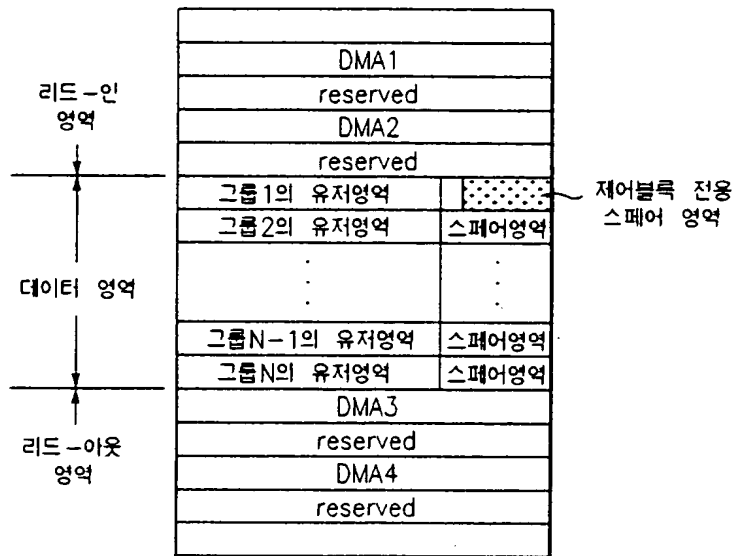 DMA1
reserved
리드-인
영역
DMA2
reserved
그룹1의 유저영역
제어블록 전용
스페어 영역
그룹2의 유저영역 스페어영역
데이터 영역
그룹N-1의 유저영역 스페어영역
그룹N의 유저영역 스페어영역
DMA3
리드-아웃
영역
reserved
DMA4
reserved